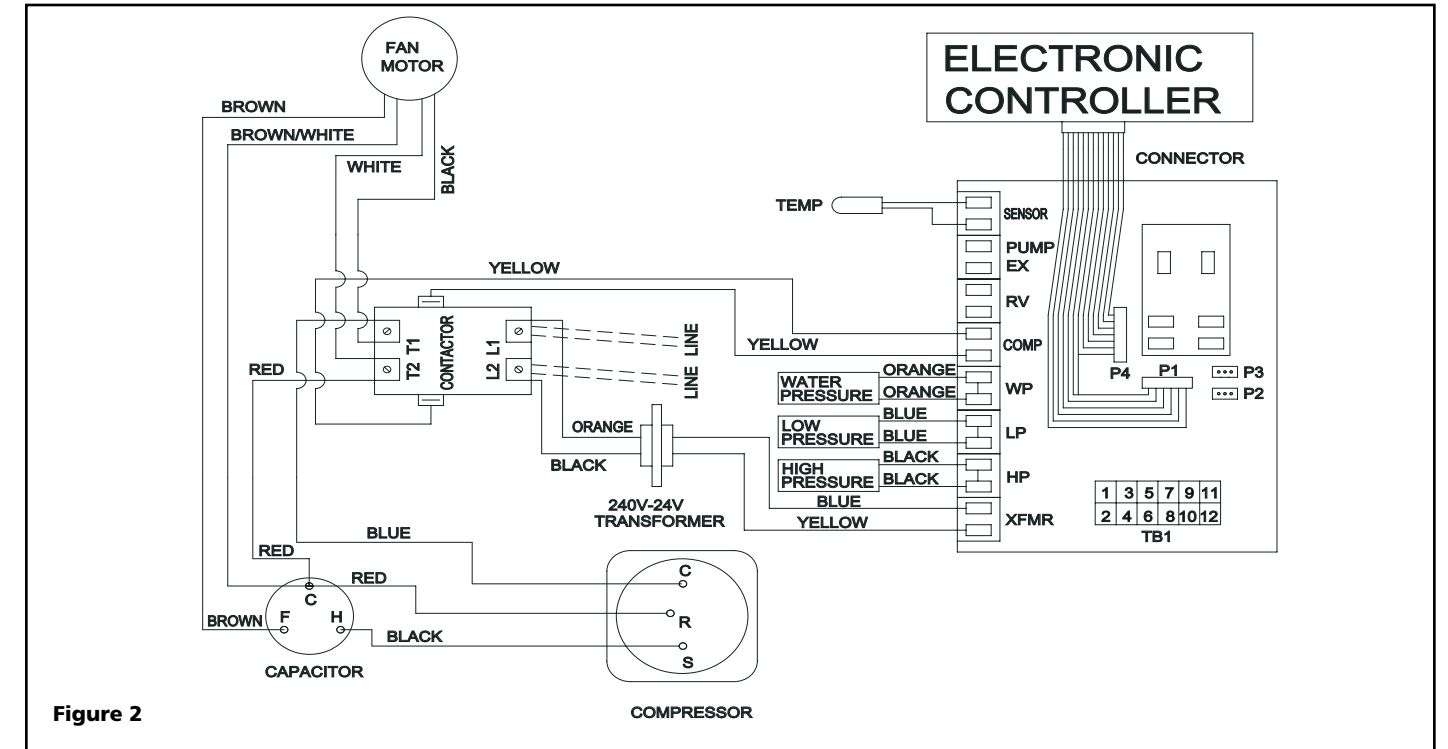 FAN
MOTOR
ELECTRONIC
CONTROLLER
BROWN
BROWN/WHITE
WHITE
BLACK
CONNECTOR
TEMP
SENSOR
PUMP
EX
RV
YELLOW
YELLOW
COMP
T1
T2
CONTACTOR
L1
L2
LINE
LINE
RED
WATER
PRESSURE
ORANGE
ORANGE
WP
P4
P1
P3
P2
LOW
PRESSURE
BLUE
BLUE
LP
ORANGE
BLACK
HIGH
PRESSURE
BLACK
BLACK
HP
240V-24V
TRANSFORMER
BLUE
YELLOW
XFMR
1 3 5 7 9 11
2 4 6 8 10 12
TB1
BLUE
RED
RED
C
F
H
BROWN
BLACK
CAPACITOR
C
R
S
COMPRESSOR
Figure 2